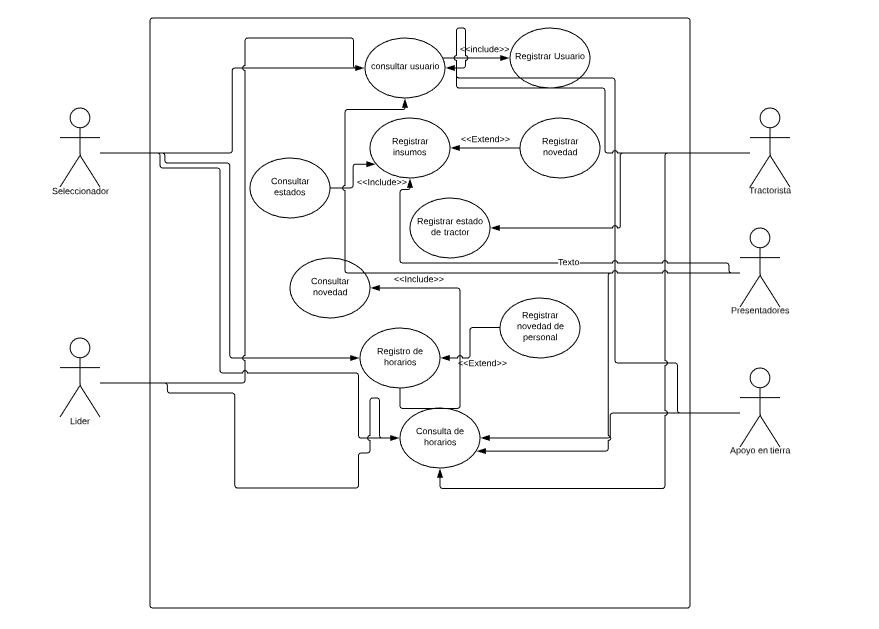 <<include>>
Registrar Usuario
consultar usuario
Registrar
insumos
<<Extend>>
Registrar
novedad
Consultar
estados
<<Include>>
Seleccionador
Tractorista
Registrar estado
de tractor
Texto
Consultar
novedad
<<Include>>
Presentadores
Registrar
novedad de
personal
Registro de
horarios
<<Extend>>
Lider
Consulta de
horarios
Apoyo en tierra